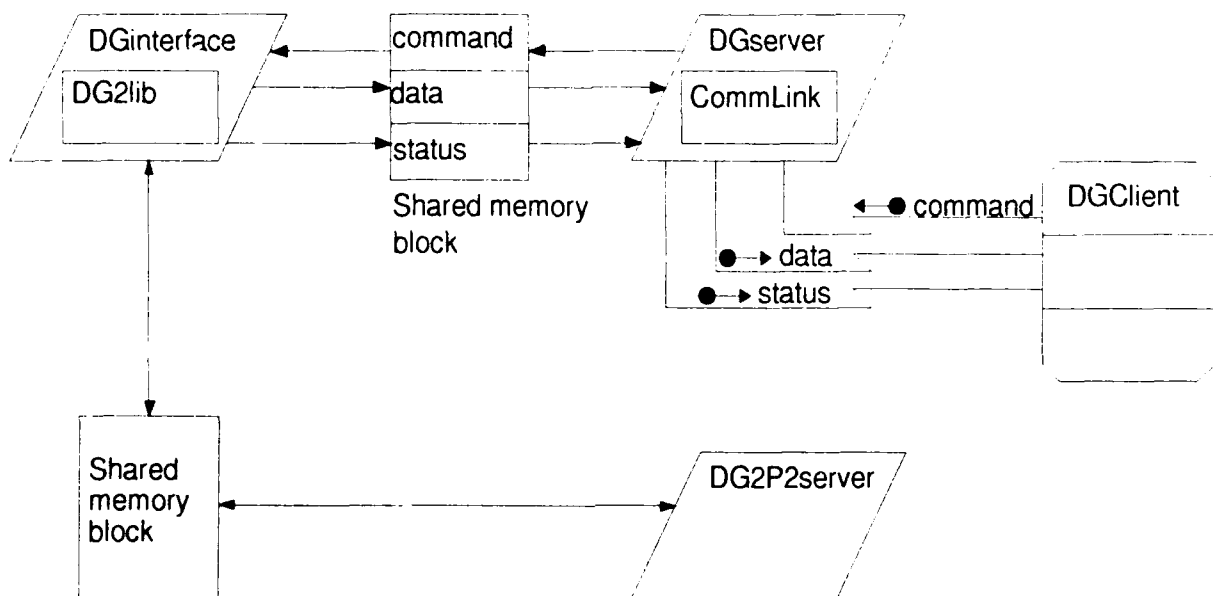 DGinterface
DG2lib
command
data
status
Shared memory
block
DGserver
CommLink
command
data
status
DGClient
Shared
memory
block
DG2P2server